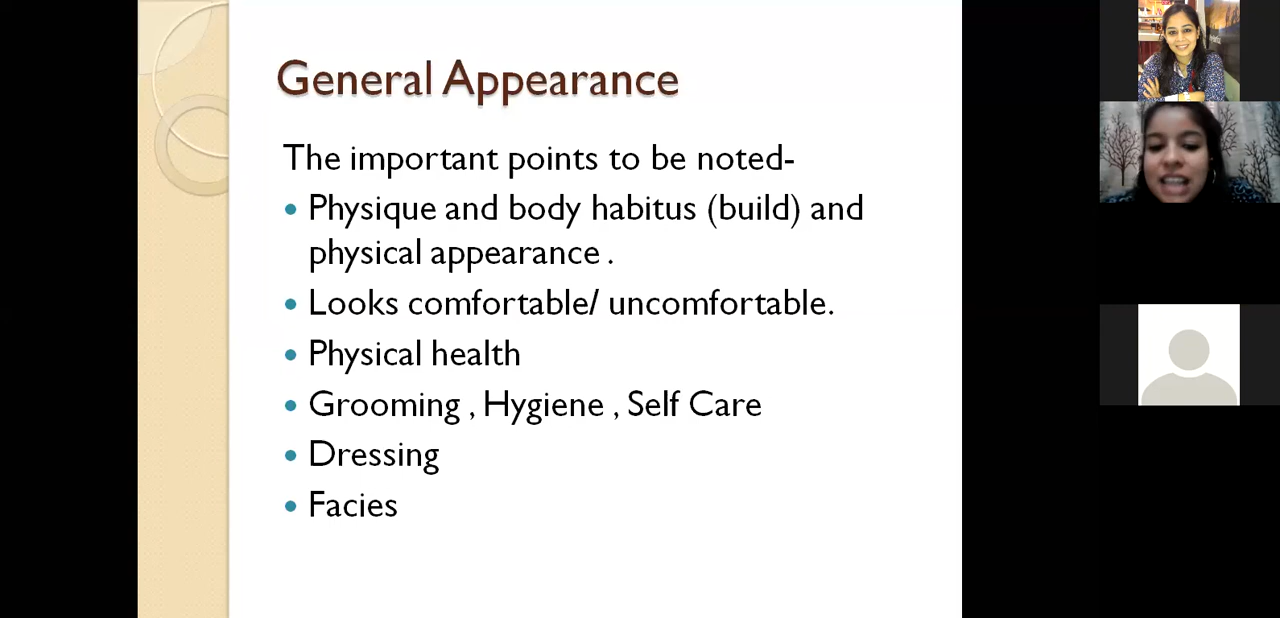 General Appearance
The important points to be noted-
• Physique and body habitus (build) and
physical appearance .
• Looks comfortable/ uncomfortable.
• Physical health
• Grooming , Hygiene , Self Care
• Dressing
• Facies